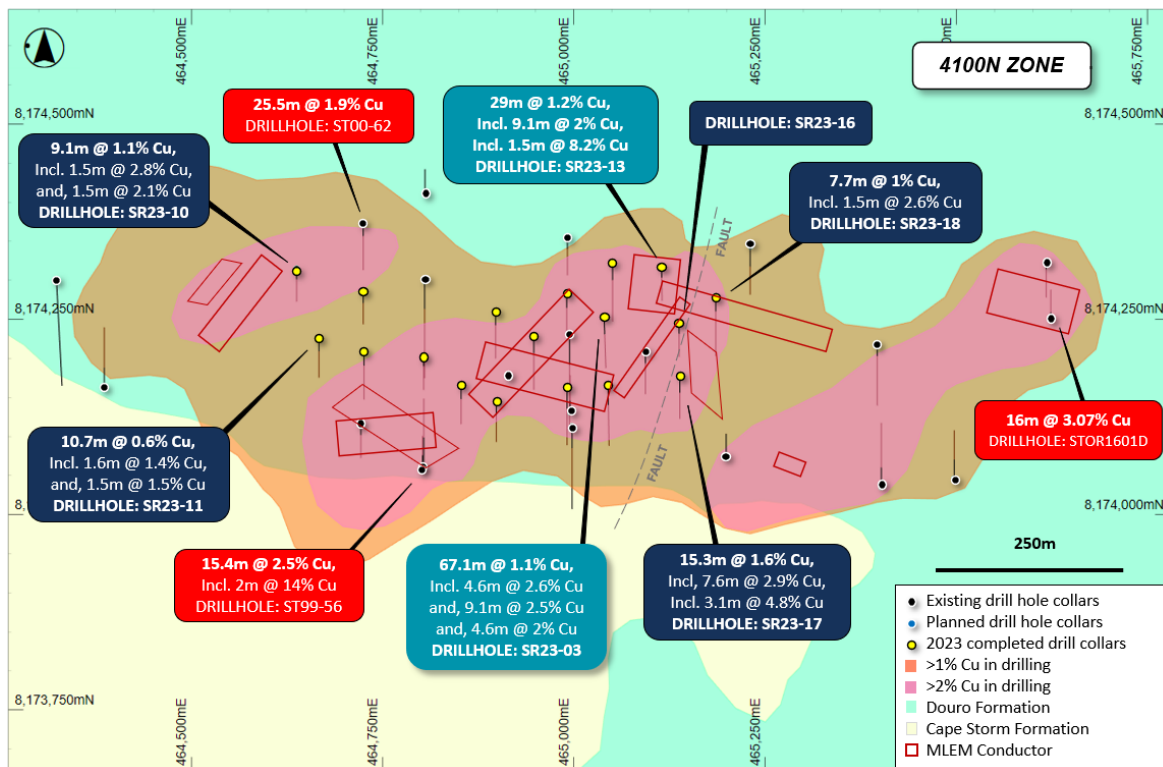 464,500mE
464,750mE
465,000mE
465,250mE
465,750mE
4100N ZONE
8,174,500mN
8,174,500mN
25.5m @ 1.9% Cu
DRILLHOLE: ST00-62
29m @ 1.2% Cu,
Incl. 9.1m @ 2% Cu,
Incl. 1.5m @ 8.2% Cu
DRILLHOLE: SR23-13
DRILLHOLE: SR23-16
9.1m @ 1.1% Cu,
Incl. 1.5m @ 2.8% Cu,
and, 1.5m @ 2.1% Cu
DRILLHOLE: SR23-10
7.7m @ 1% Cu,
Incl. 1.5m @ 2.6% Cu
DRILLHOLE: SR23-18
FAULT
8,174,250mN
8,174,250mN
10.7m @ 0.6% Cu,
Incl. 1.6m @ 1.4% Cu,
and, 1.5m @ 1.5% Cu
DRILLHOLE: SR23-11
16m @ 3.07% Cu
DRILLHOLE: STOR1601D
FAULT
8,174,000mN
15.4m @ 2.5% Cu,
Incl. 2m @ 14% Cu
DRILLHOLE: ST99-56
67.1m @ 1.1% Cu,
Incl. 4.6m @ 2.6% Cu
and, 9.1m @ 2.5% Cu
and, 4.6m @ 2% Cu
DRILLHOLE: SR23-03
15.3m @ 1.6% Cu,
Incl, 7.6m @ 2.9% Cu,
Incl. 3.1m @ 4.8% Cu
DRILLHOLE: SR23-17
250m
Existing drill hole collars
Planned drill hole collars
2023 completed drill collars
>1% Cu in drilling
>2% Cu in drilling
Douro Formation
Cape Storm Formation
MLEM Conductor
8,173,750mN
464,500mE
464,750mE
465,000mE
465,250mE